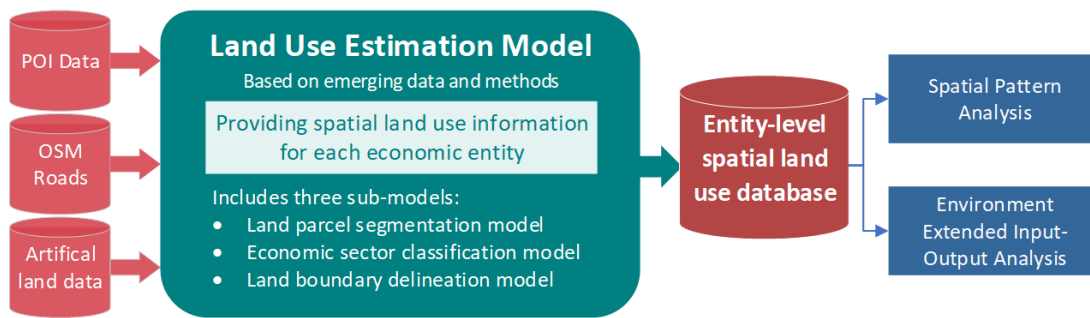 POI Data
OSM
Roads
Artifical
land data
Land Use Estimation Model
Based on emerging data and methods
Providing spatial land use information
for each economic entity
Includes three sub-models:
• Land parcel segmentation model
• Economic sector classification model
• Land boundary delineation model
Entity-level
spatial land
use database
Spatial Pattern
Analysis
Environment
Extended Input-
Output Analysis